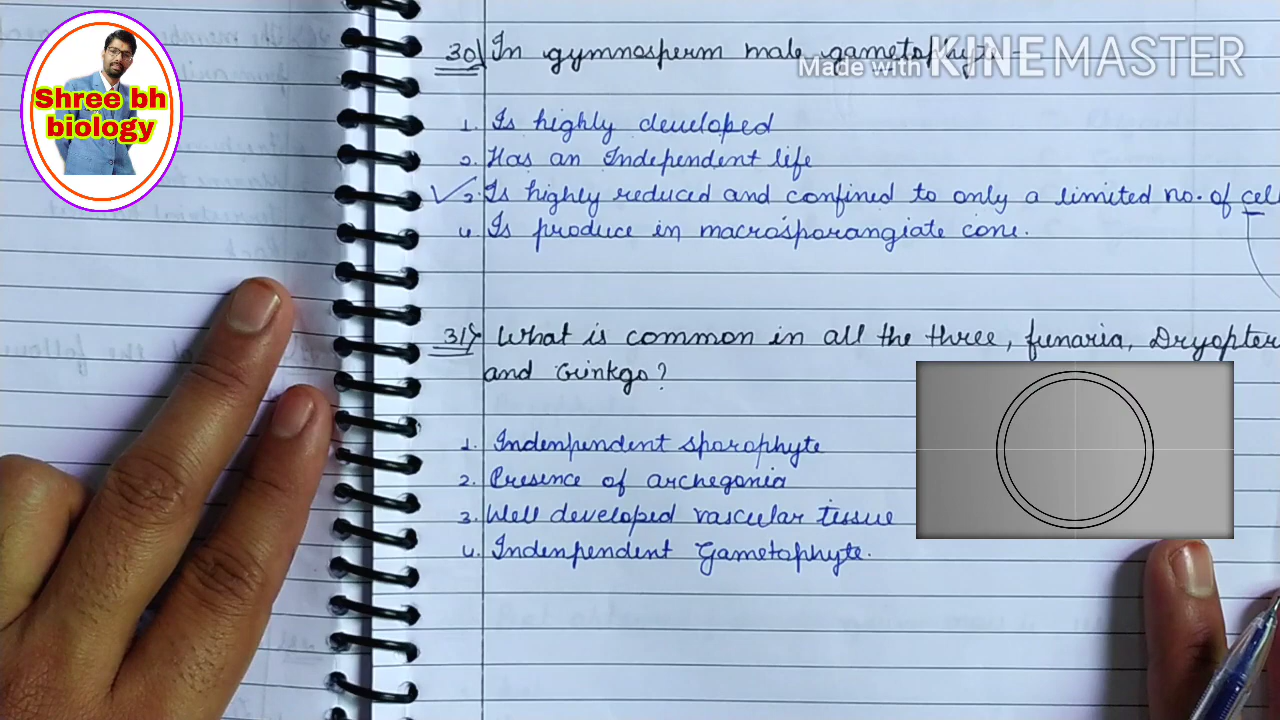 Shree bh
biology
Made with KINEMASTER
30) In gymnosperm male gametophyte
1. Is highly developed
2. Has an Independent life
3. Is highly reduced and confined to only a limited no. of cel
4. Is produce in macrosporangiate cone.
31) What is common in all the three, funaria, Dryopter
and Ginkgo?
1. Indenpendent sporophyte
2. Presence of archegonia
3. Well developed vascular tissue
4. Indenpendent Gametophyte.